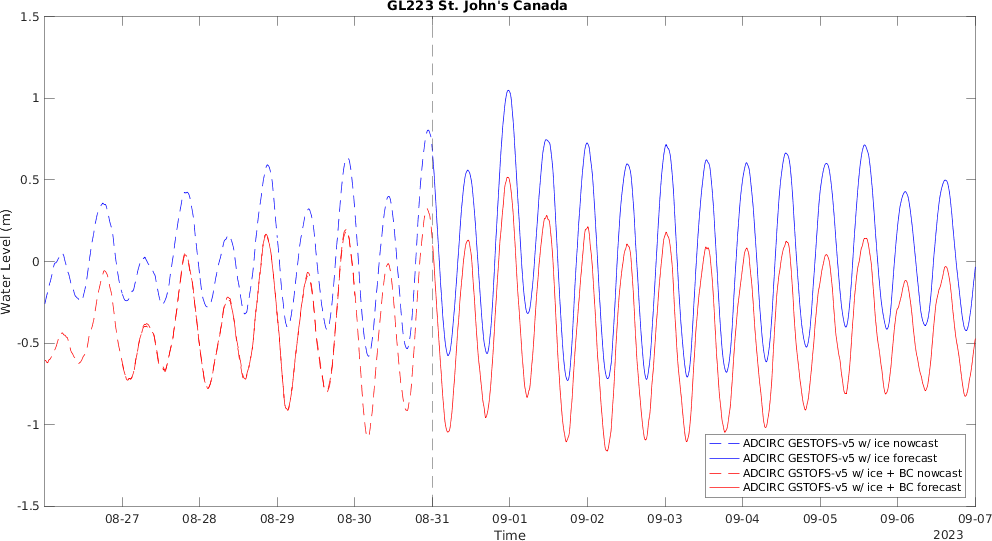 GL223 St. John's Canada
1.5
1
0.5
0
-0.5
-1
-1.5
Water Level (m)
08-27 08-28 08-29 08-30 08-31 09-01 09-02 09-03 09-04 09-05 09-06 09-07
Time
2023
ADCIRC GESTOFS-v5 w/ ice nowcast
ADCIRC GESTOFS-v5 w/ ice forecast
ADCIRC GSTOFS-v5 w/ ice + BC nowcast
ADCIRC GSTOFS-v5 w/ ice + BC forecast